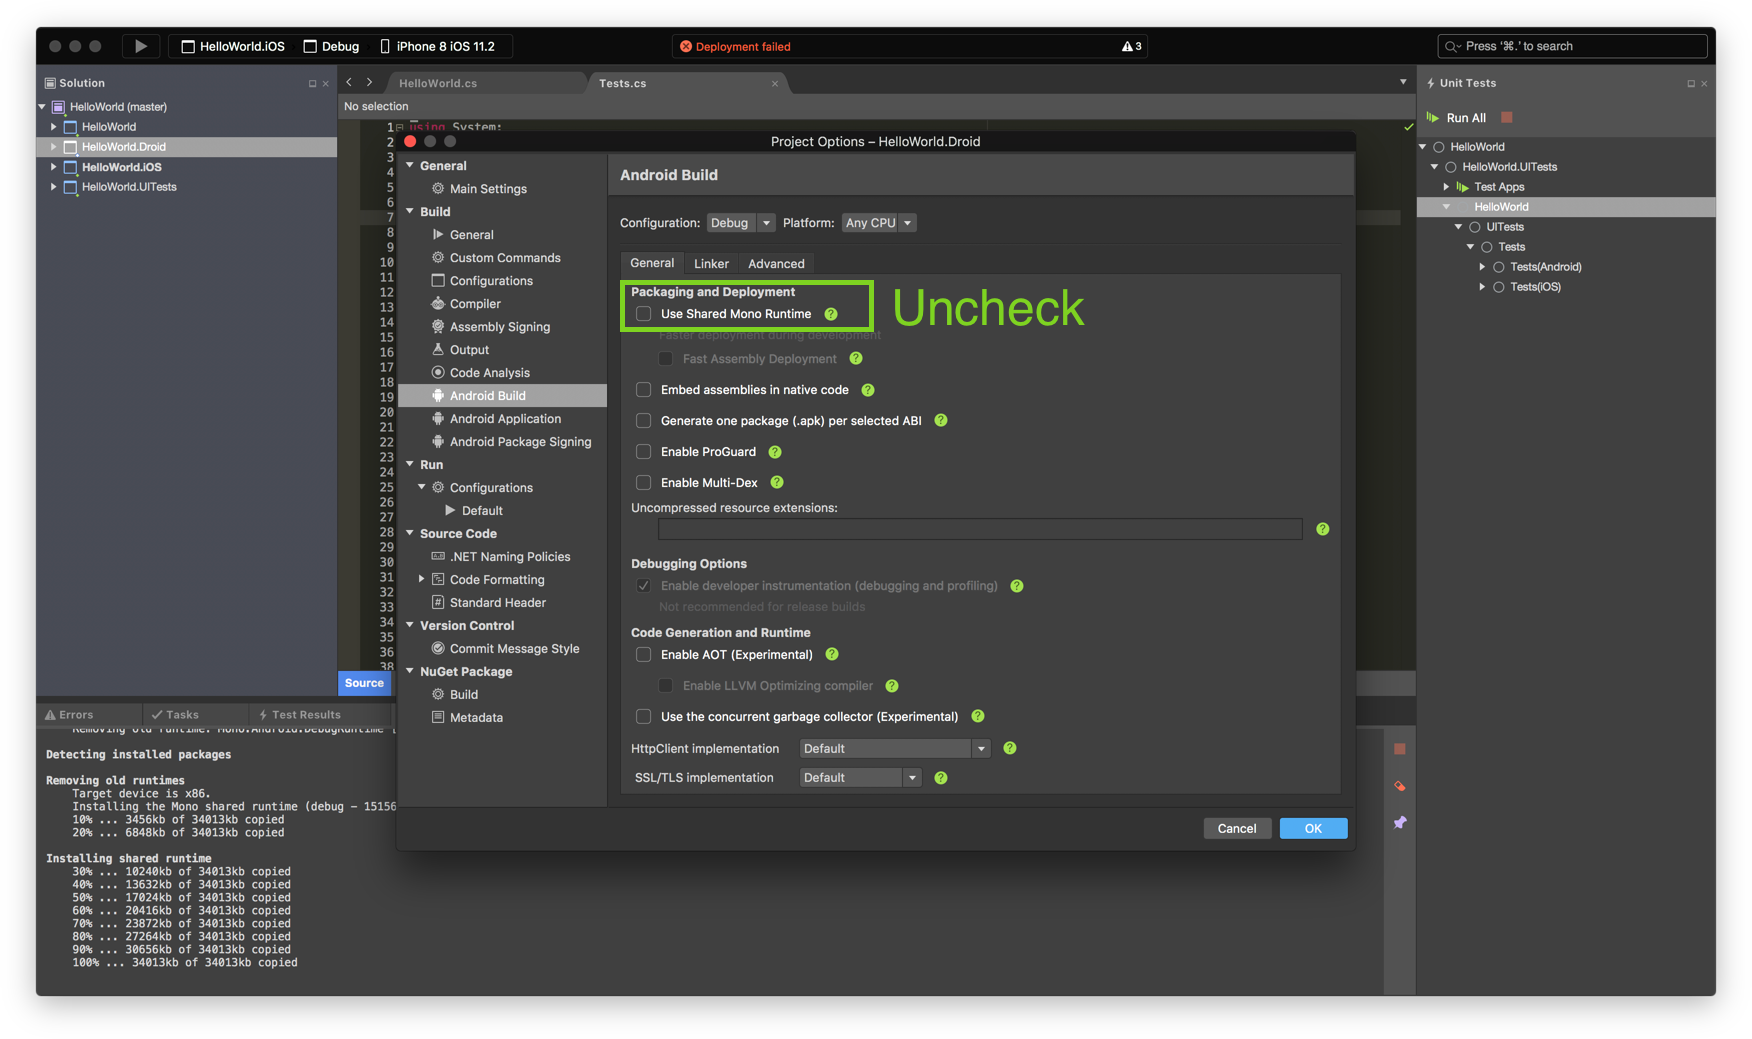 HelloWorld.iOS Debug iPhone 8 iOS 11.2
Deployment failed
3
Press '⌘.' to search
Solution
HelloWorld (master)
HelloWorld
HelloWorld.Droid
HelloWorld.iOS
HelloWorld.UITests
HelloWorld.cs
Tests.cs
No selection
1 using System;
2
3
4
5
6
7
8
9
10
11
12
13
14
15
16
17
18
19
20
21
22
23
24
25
26
27
28
29
30
31
32
33
34
35
36
37
38
Source
Project Options – HelloWorld.Droid
General
Main Settings
Build
General
Custom Commands
Configurations
Compiler
Assembly Signing
Output
Code Analysis
Android Build
Android Application
Android Package Signing
Run
Configurations
Default
Source Code
.NET Naming Policies
Code Formatting
Standard Header
Version Control
Commit Message Style
NuGet Package
Build
Metadata
Android Build
Configuration: Debug Platform: Any CPU
General Linker Advanced
Packaging and Deployment
Use Shared Mono Runtime ?
Uncheck
Faster deployment during development
Fast Assembly Deployment ?
Embed assemblies in native code ?
Generate one package (.apk) per selected ABI ?
Enable ProGuard ?
Enable Multi-Dex ?
Uncompressed resource extensions:
?
Debugging Options
Enable developer instrumentation (debugging and profiling) ?
Not recommended for release builds
Code Generation and Runtime
Enable AOT (Experimental) ?
Enable LLVM Optimizing compiler ?
Use the concurrent garbage collector (Experimental) ?
HttpClient implementation Default ?
SSL/TLS implementation Default ?
Cancel OK
Unit Tests
Run All
HelloWorld
HelloWorld.UITests
Test Apps
HelloWorld
UITests
Tests
Tests(Android)
Tests(iOS)
Errors Tasks Test Results
Removing old runtime: Mono.Android.DebugRuntime [
Detecting installed packages
Removing old runtimes
Target device is x86.
Installing the Mono shared runtime (debug - 15156
10% ... 3456kb of 34013kb copied
20% ... 6848kb of 34013kb copied
Installing shared runtime
30% ... 10240kb of 34013kb copied
40% ... 13632kb of 34013kb copied
50% ... 17024kb of 34013kb copied
60% ... 20416kb of 34013kb copied
70% ... 23872kb of 34013kb copied
80% ... 27264kb of 34013kb copied
90% ... 30656kb of 34013kb copied
100% ... 34013kb of 34013kb copied